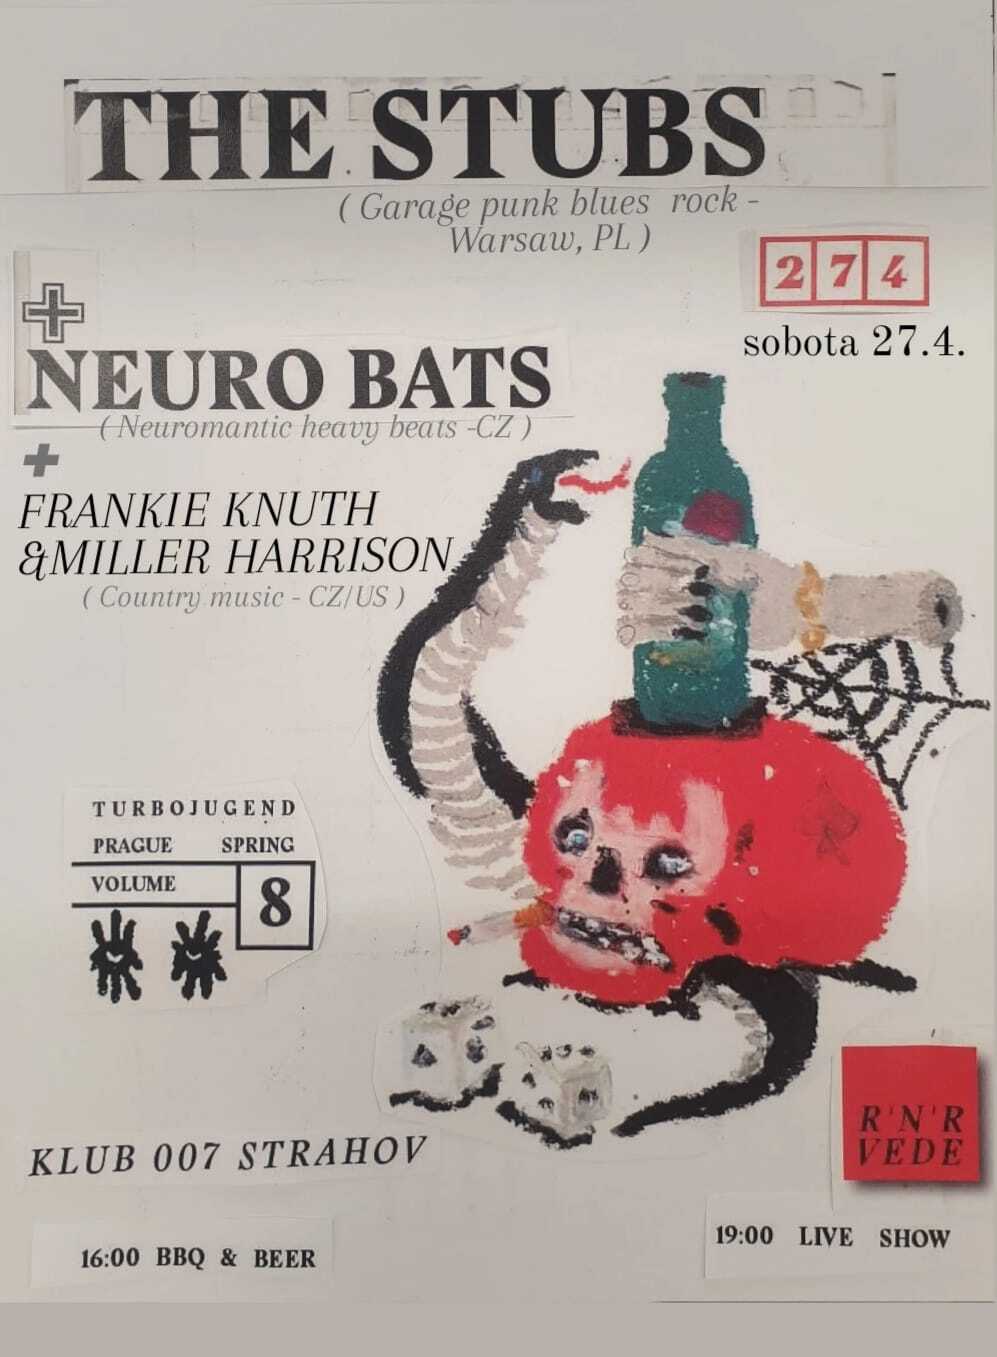 THE STUBS
( Garage punk blues rock -
Warsaw, PL )
274
sobota 27.4.
+
NEURO BATS
( Neuromantic heavy beats -CZ )
+
FRANKIE KNUTH
&MILLER HARRISON
( Country music - CZ/US )
TURBOJUGEND
PRAGUE SPRING
VOLUME
8
R'N'R
VEDE
KLUB 007 STRAHOV
16:00 BBQ & BEER
19:00 LIVE SHOW